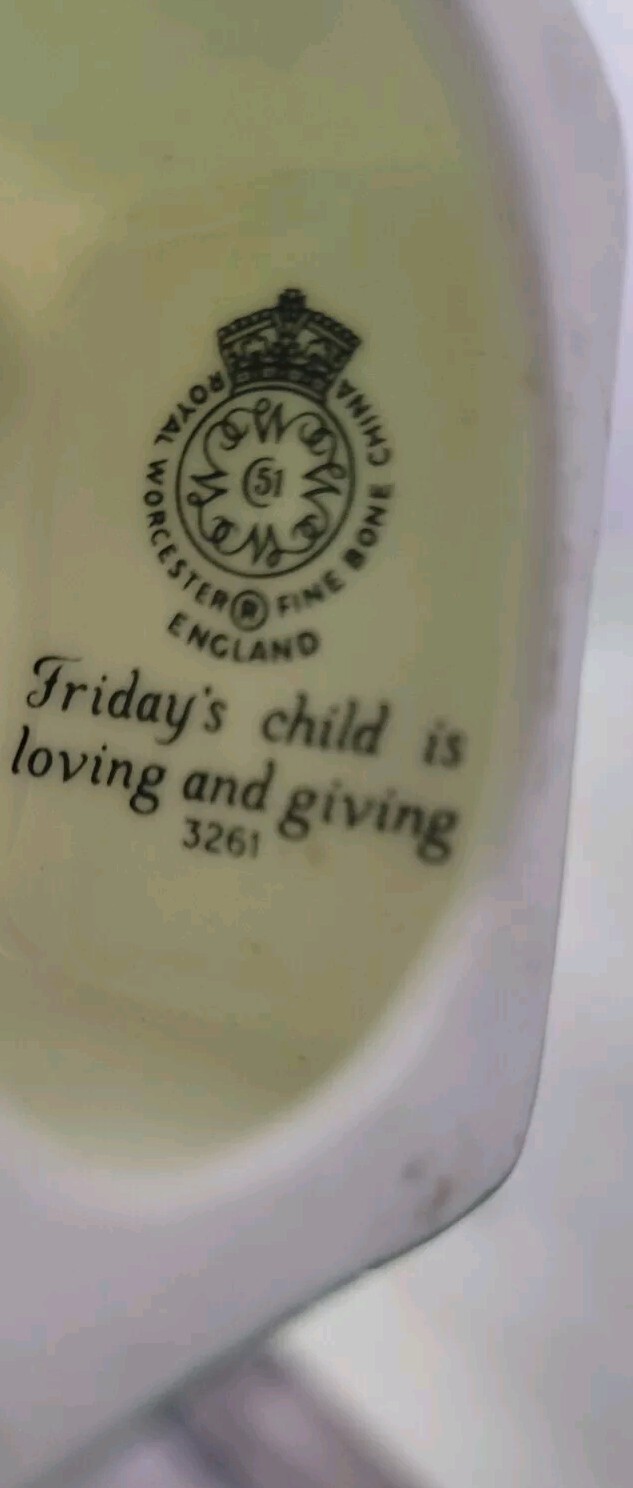 ROYAL WORCESTER ® FINE BONE CHINA
51
ENGLAND
Friday's child is
loving and giving
3261